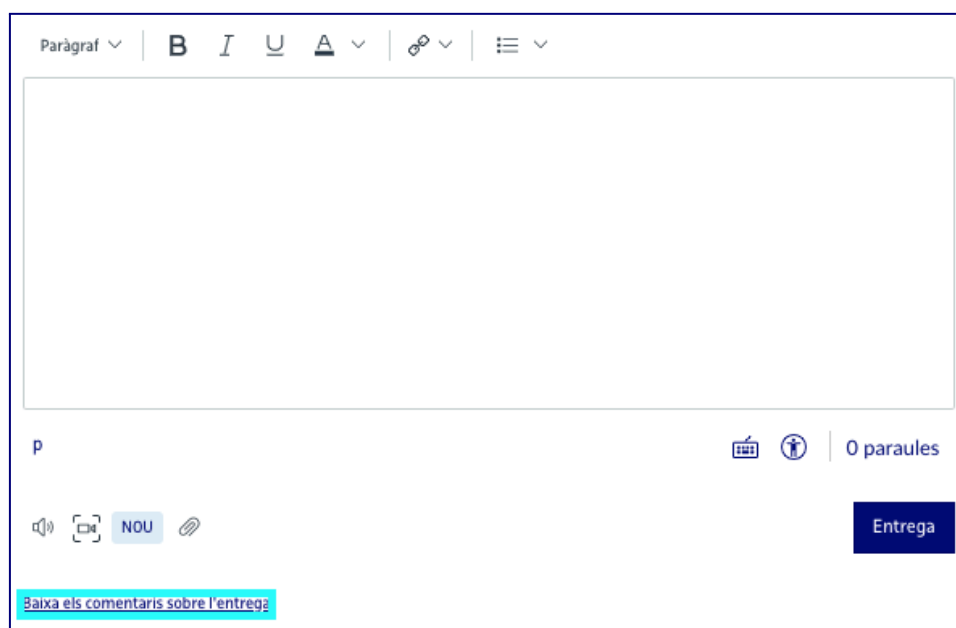 Paràgraf B I U A
p 0 paraules
NOU Entrega
Baixa els comentaris sobre l'entrega